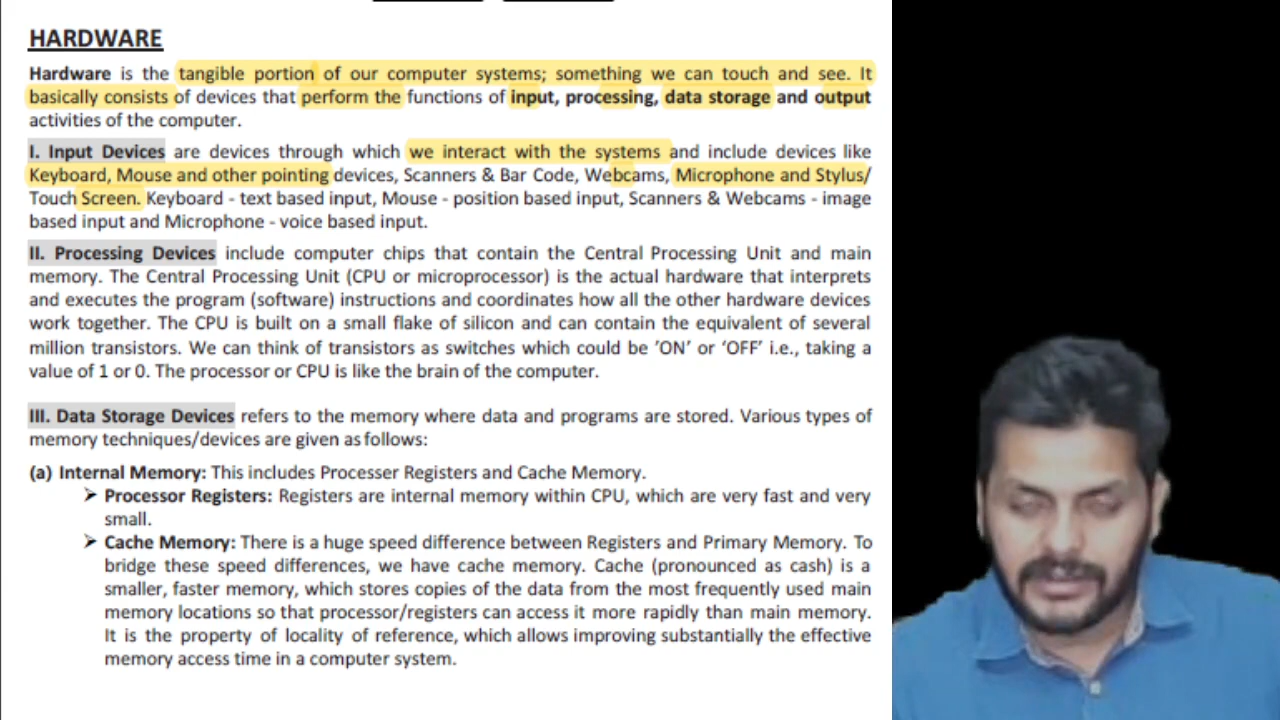 HARDWARE
Hardware is the tangible portion of our computer systems; something we can touch and see. It
basically consists of devices that perform the functions of input, processing, data storage and output
activities of the computer.
I. Input Devices are devices through which we interact with the systems and include devices like
Keyboard, Mouse and other pointing devices, Scanners & Bar Code, Webcams, Microphone and Stylus/
Touch Screen. Keyboard - text based input, Mouse - position based input, Scanners & Webcams - image
based input and Microphone - voice based input.
II. Processing Devices include computer chips that contain the Central Processing Unit and main
memory. The Central Processing Unit (CPU or microprocessor) is the actual hardware that interprets
and executes the program (software) instructions and coordinates how all the other hardware devices
work together. The CPU is built on a small flake of silicon and can contain the equivalent of several
million transistors. We can think of transistors as switches which could be 'ON' or 'OFF' i.e., taking a
value of 1 or 0. The processor or CPU is like the brain of the computer.
III. Data Storage Devices refers to the memory where data and programs are stored. Various types of
memory techniques/devices are given as follows:
(a) Internal Memory: This includes Processer Registers and Cache Memory.
➢ Processor Registers: Registers are internal memory within CPU, which are very fast and very
small.
➢ Cache Memory: There is a huge speed difference between Registers and Primary Memory. To
bridge these speed differences, we have cache memory. Cache (pronounced as cash) is a
smaller, faster memory, which stores copies of the data from the most frequently used main
memory locations so that processor/registers can access it more rapidly than main memory.
It is the property of locality of reference, which allows improving substantially the effective
memory access time in a computer system.